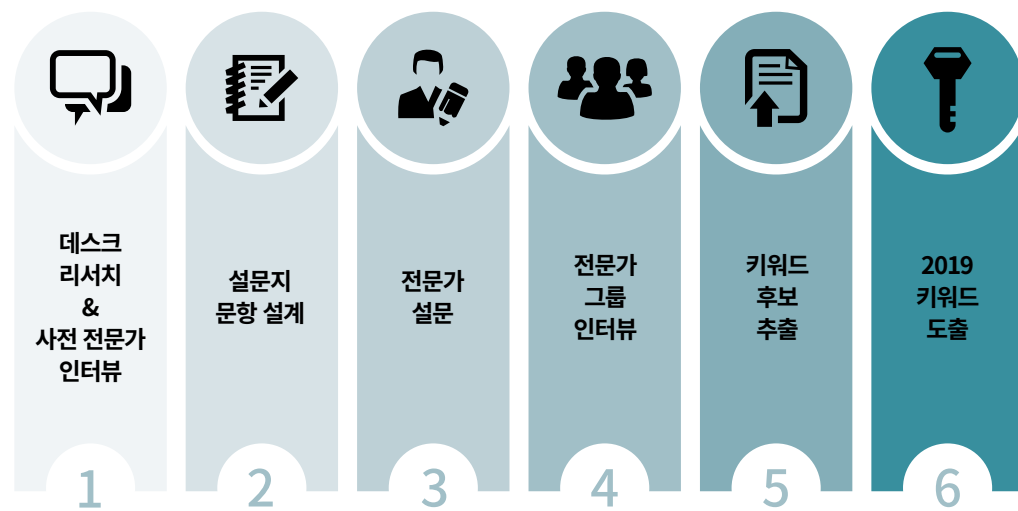 데스크
리서치
&
사전 전문가
인터뷰
1
설문지
문항 설계
2
전문가
설문
3
전문가
그룹
인터뷰
4
키워드
후보
추출
5
2019
키워드
도출
6